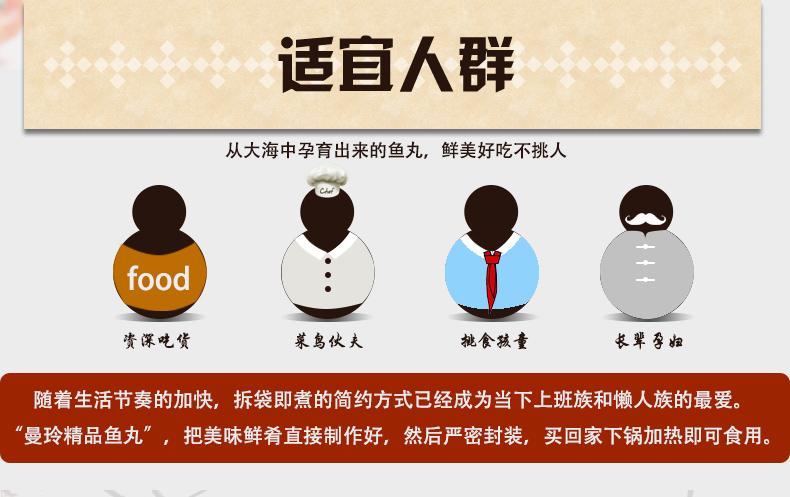 适宜人群
从大海中孕育出来的鱼丸，鲜美好吃不挑人
Chef
food
资深吃货
菜鸟伙夫
挑食孩童
长辈孕妇
随着生活节奏的加快，拆袋即煮的简约方式已经成为当下上班族和懒人族的最爱。
“曼玲精品鱼丸”，把美味鲜肴直接制作好，然后严密封装，买回家下锅加热即可食用。